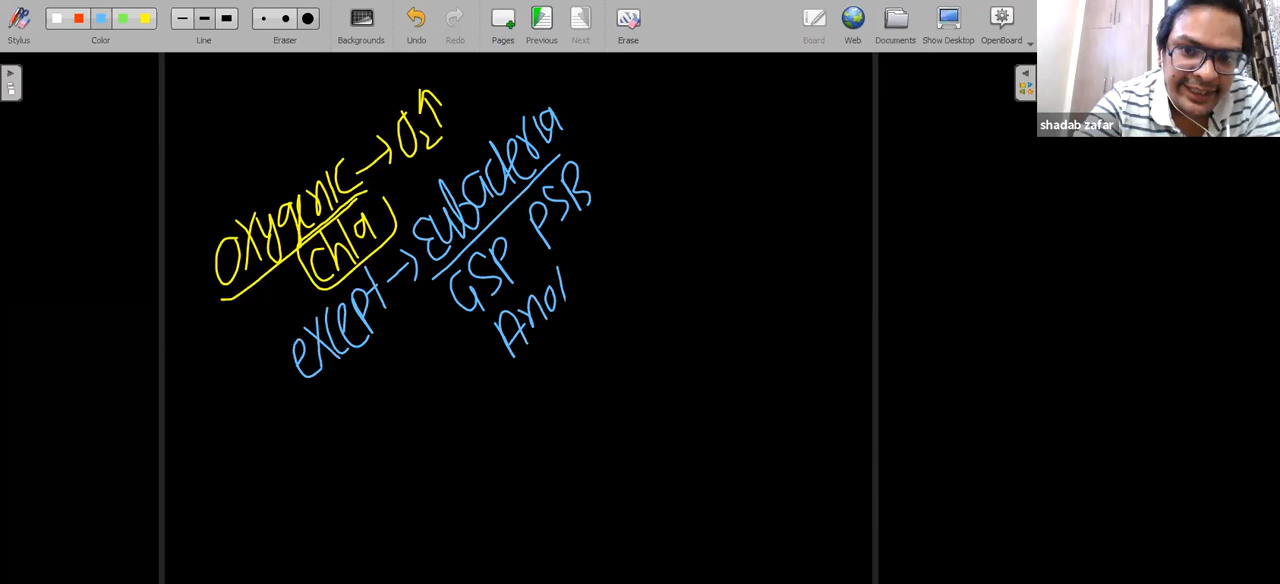 Stylus
Color
Line
Eraser
Backgrounds
Undo
Redo
Pages
Previous
Next
Erase
Board
Web
Documents
Show Desktop
OpenBoard
shadab zafar
Oxygenic → O2↑
Chla
except → Eubacteria
GSP PSB
Ano